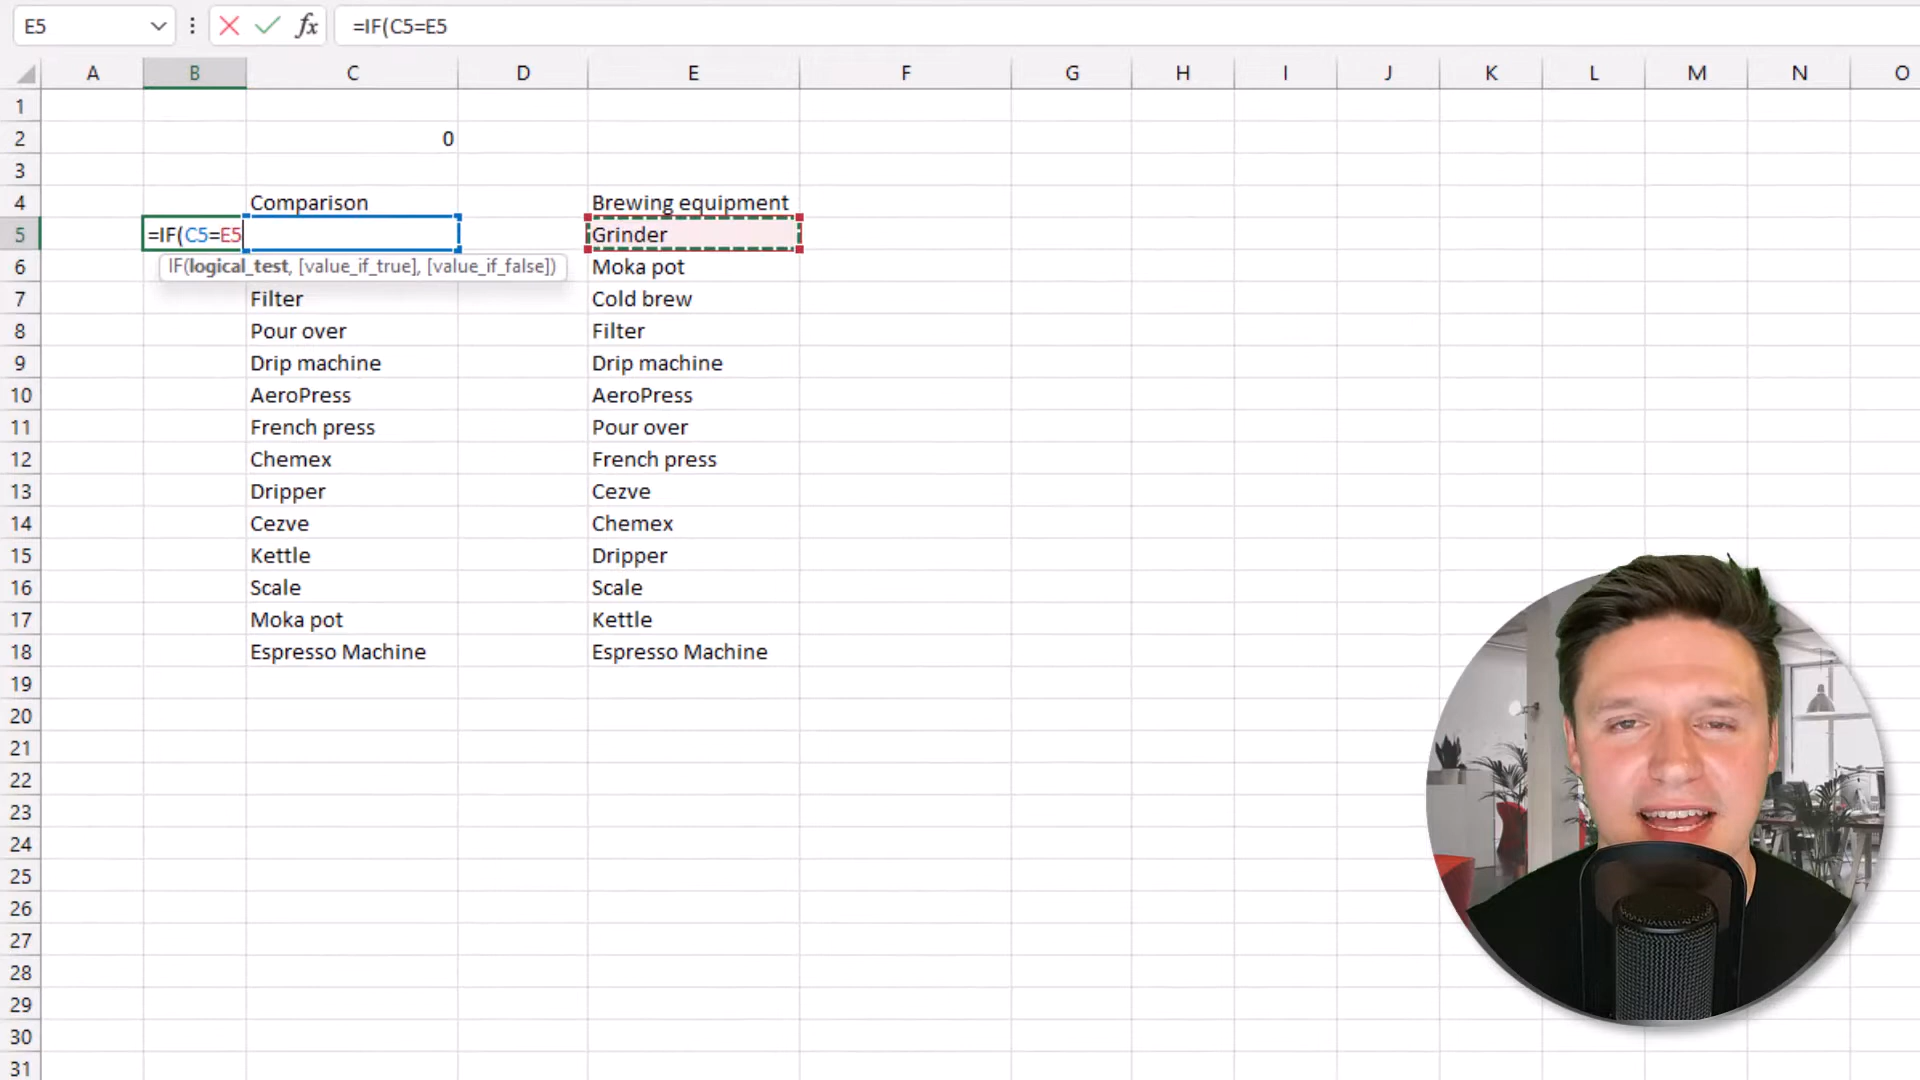 E5 fx =IF(C5=E5
A B C D E F G H I J K L M N O
1
2 0
3
4 Comparison Brewing equipment
5 =IF(C5=E5 Grinder
IF(logical_test, [value_if_true], [value_if_false])
6 Moka pot
7 Filter Cold brew
8 Pour over Filter
9 Drip machine Drip machine
10 AeroPress AeroPress
11 French press Pour over
12 Chemex French press
13 Dripper Cezve
14 Cezve Chemex
15 Kettle Dripper
16 Scale Scale
17 Moka pot Kettle
18 Espresso Machine Espresso Machine
19
20
21
22
23
24
25
26
27
28
29
30
31